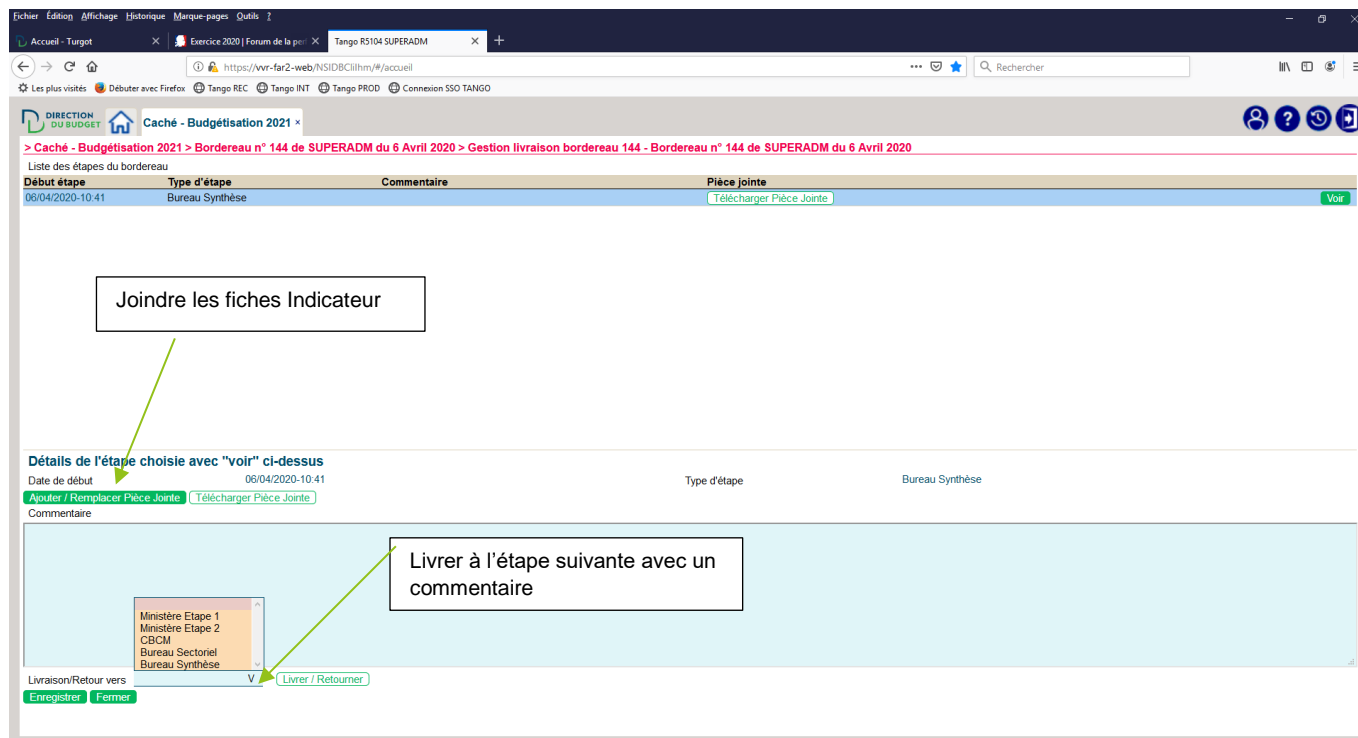 Fichier Édition Affichage Historique Marque-pages Outils ?
Accueil - Turgot × Exercice 2020 | Forum de la perf × Tango R5104 SUPERADM × +
https://vvr-far2-web/NSIDBCIihm/#/accueil Rechercher
Les plus visités Débuter avec Firefox Tango REC Tango INT Tango PROD Connexion SSO TANGO
DIRECTION DU BUDGET Caché - Budgétisation 2021 ×
> Caché - Budgétisation 2021 > Bordereau n° 144 de SUPERADM du 6 Avril 2020 > Gestion livraison bordereau 144 - Bordereau n° 144 de SUPERADM du 6 Avril 2020
Liste des étapes du bordereau
Début étape Type d'étape Commentaire Pièce jointe
06/04/2020-10:41 Bureau Synthèse Télécharger Pièce Jointe Voir
Joindre les fiches Indicateur
Détails de l'étape choisie avec "voir" ci-dessus
Date de début 06/04/2020-10:41 Type d'étape Bureau Synthèse
Ajouter / Remplacer Pièce Jointe Télécharger Pièce Jointe
Commentaire
Livrer à l'étape suivante avec un
commentaire
Ministère Etape 1
Ministère Etape 2
CBCM
Bureau Sectoriel
Bureau Synthèse
Livraison/Retour vers V Livrer / Retourner
Enregistrer Fermer